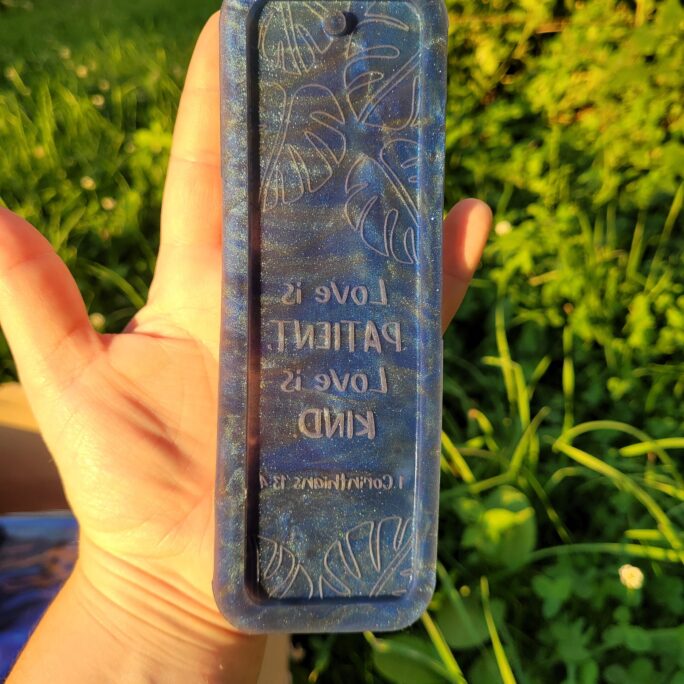 Love is
PATIENT.
Love is
KIND.
1 Corinthians 13:4